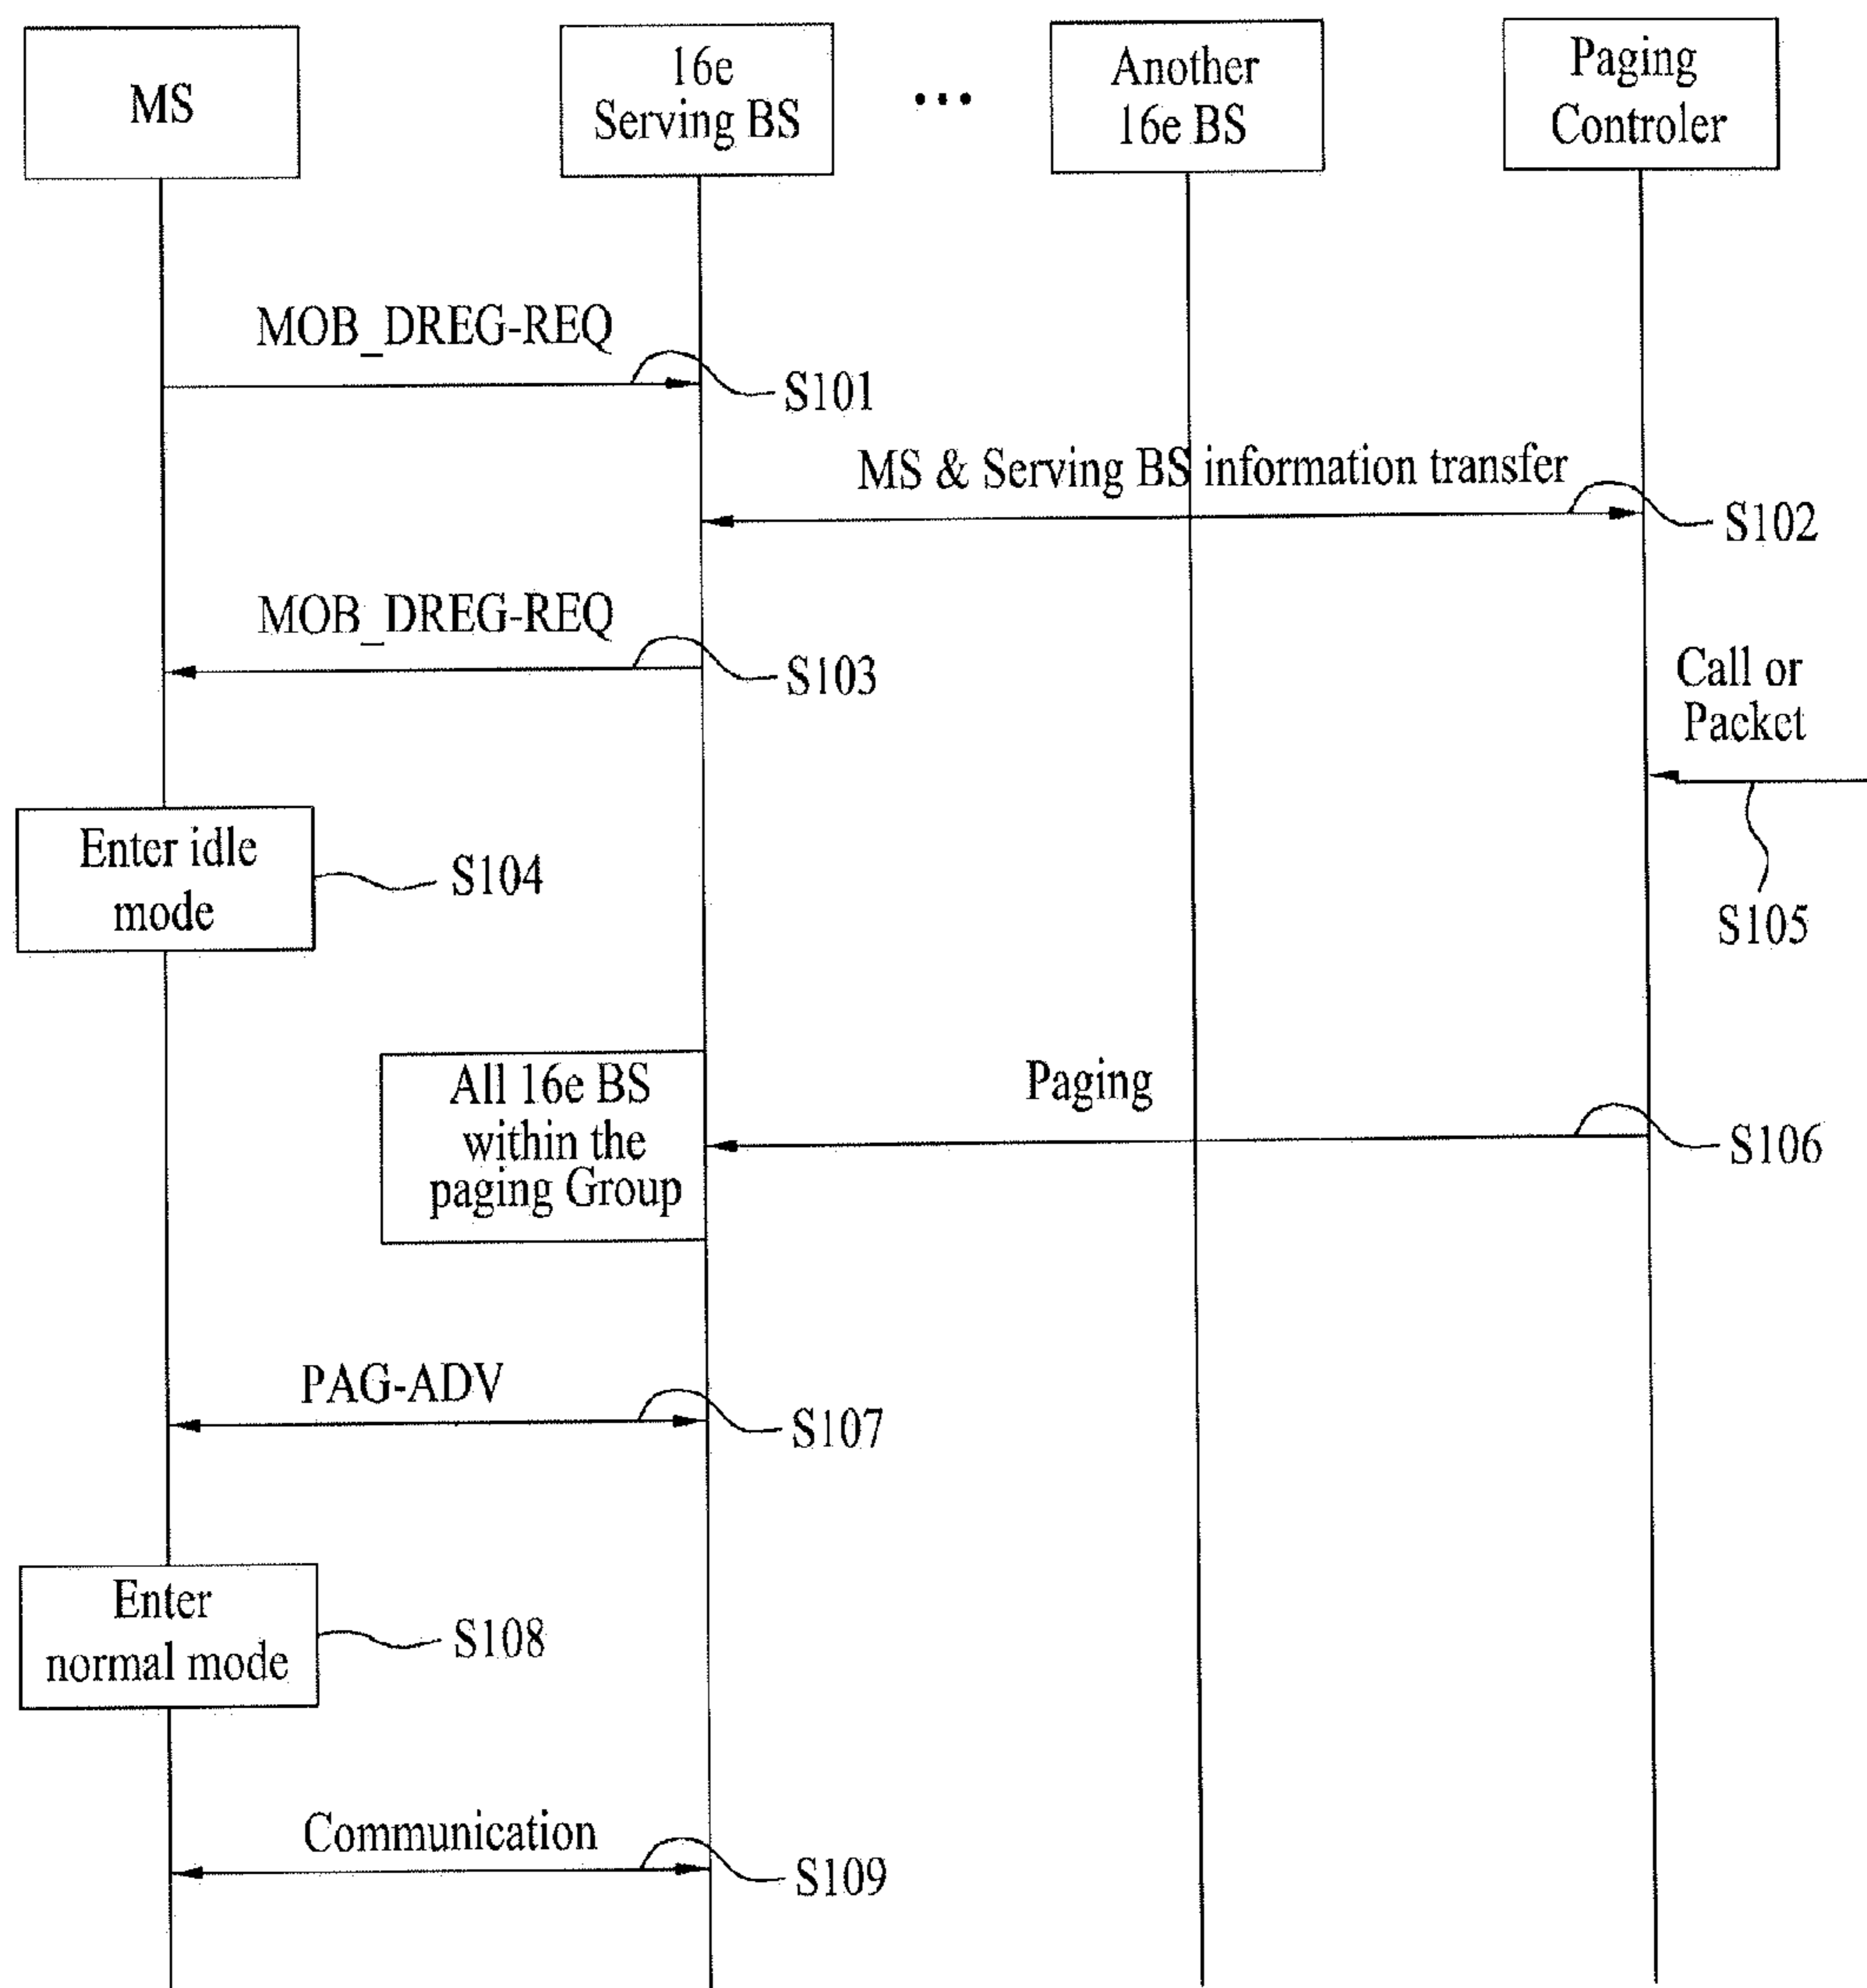 MS
16e
Serving BS
...
Another
16e BS
Paging
Controler
MOB_DREG-REQ
S101
MS & Serving BS information transfer
S102
MOB_DREG-REQ
S103
Call or
Packet
S105
Enter idle
mode
S104
All 16e BS
within the
paging Group
Paging
S106
PAG-ADV
S107
Enter
normal mode
S108
Communication
S109